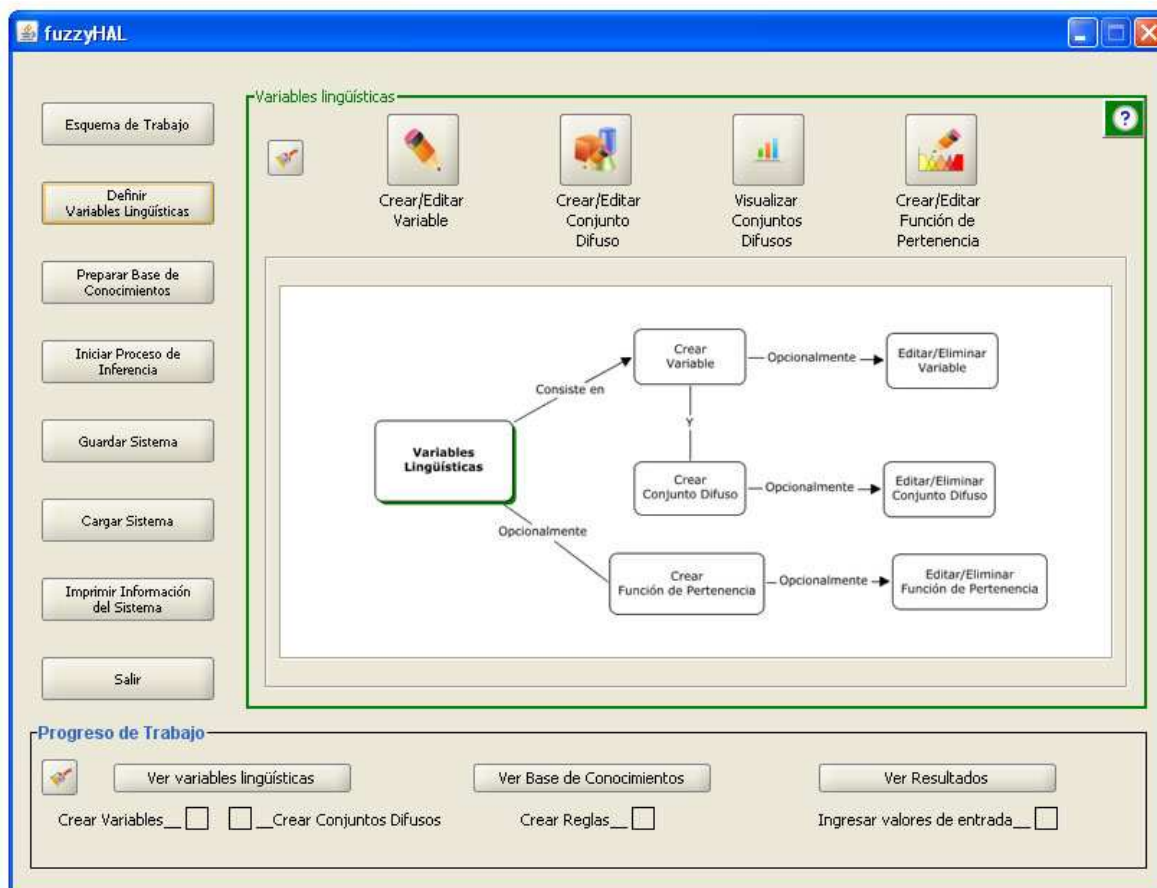 fuzzyHAL
Esquema de Trabajo
Definir
Variables Lingüísticas
Preparar Base de
Conocimientos
Iniciar Proceso de
Inferencia
Guardar Sistema
Cargar Sistema
Imprimir Información
del Sistema
Salir
Variables lingüísticas
?
Crear/Editar
Variable
Crear/Editar
Conjunto
Difuso
Visualizar
Conjuntos
Difusos
Crear/Editar
Función de
Pertenencia
Variables
Lingüísticas
Consiste en
Crear
Variable
Opcionalmente
Editar/Eliminar
Variable
Y
Crear
Conjunto Difuso
Opcionalmente
Editar/Eliminar
Conjunto Difuso
Opcionalmente
Crear
Función de Pertenencia
Opcionalmente
Editar/Eliminar
Función de Pertenencia
Progreso de Trabajo
Ver variables lingüísticas
Ver Base de Conocimientos
Ver Resultados
Crear Variables__
__Crear Conjuntos Difusos
Crear Reglas__
Ingresar valores de entrada__